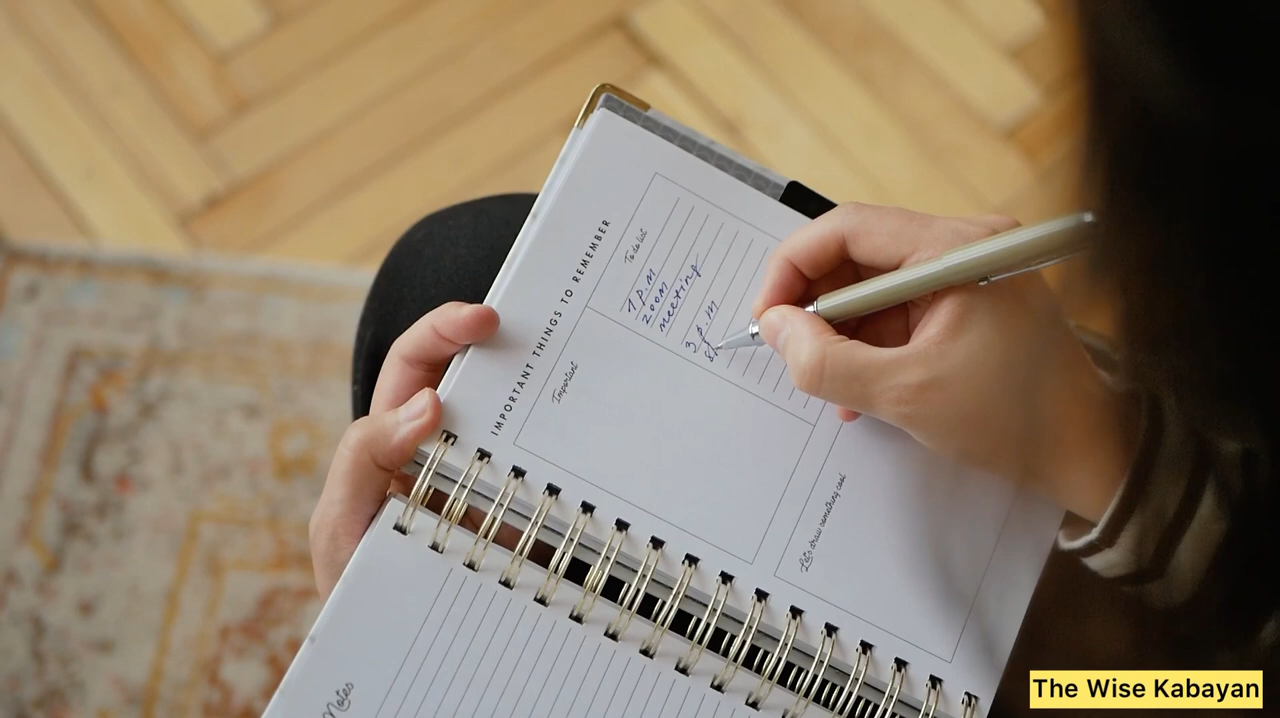 IMPORTANT THINGS TO REMEMBER
To do list
1 P.M
ZOOM
meeting
3 P.M
Important
Let's draw something cool
Notes
The Wise Kabayan